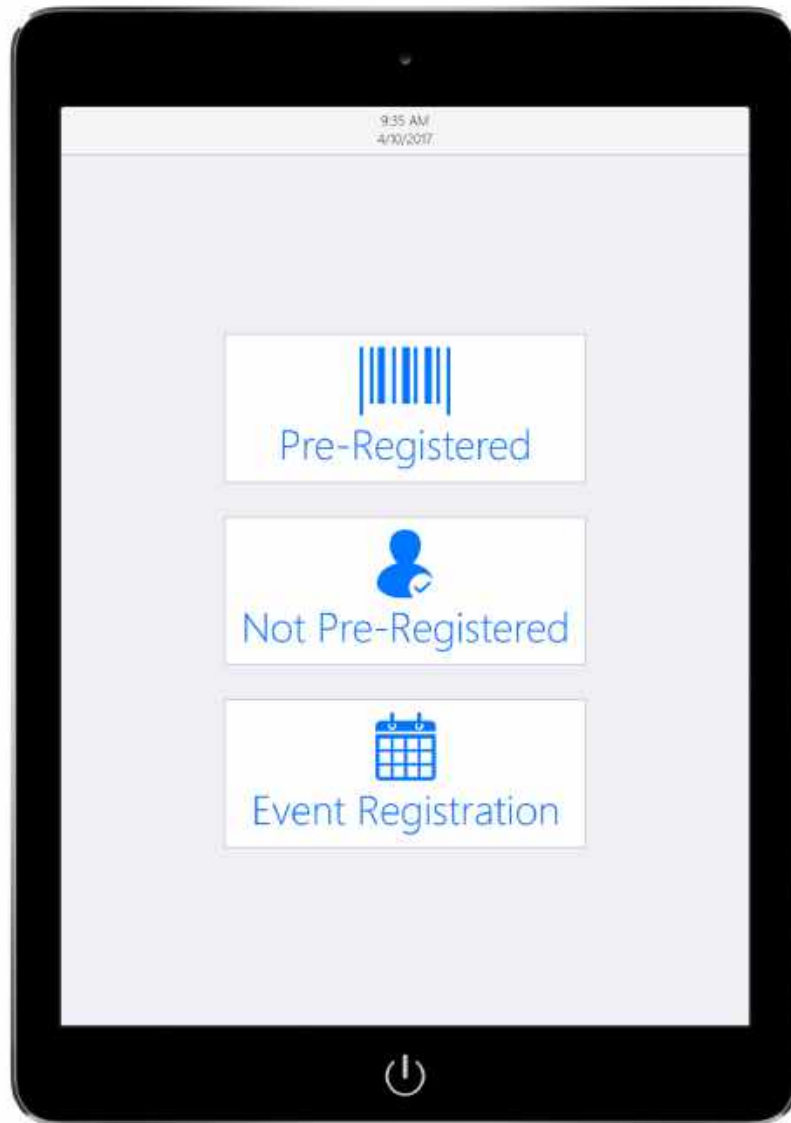 9:35 AM
4/10/2017
Pre-Registered
Not Pre-Registered
Event Registration